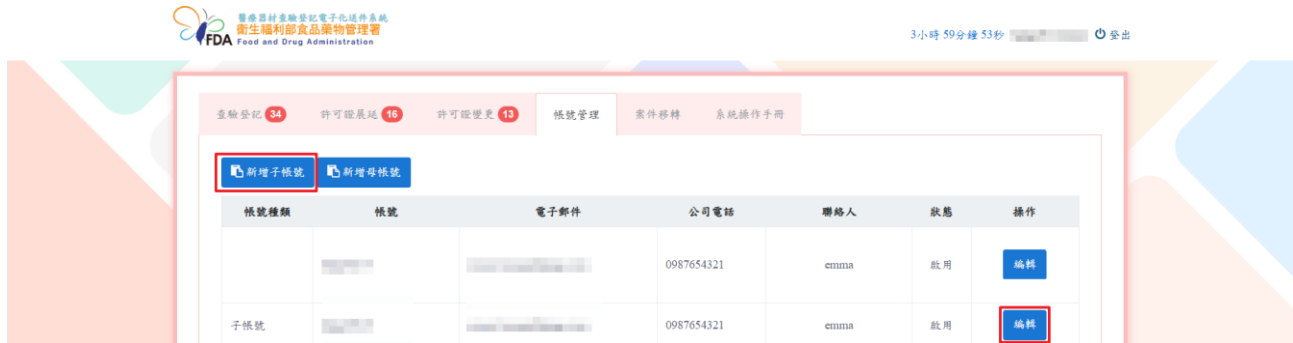 醫療器材查驗登記電子化送件系統
衛生福利部食品藥物管理署
FDA Food and Drug Administration
3小時 59分鐘 53秒 登出
查驗登記 34 許可證展延 16 許可證變更 13 帳號管理 案件移轉 系統操作手冊
新增子帳號 新增母帳號
帳號種類 帳號 電子郵件 公司電話 聯絡人 狀態 操作
0987654321 emma 啟用 編輯
子帳號 0987654321 emma 啟用 編輯